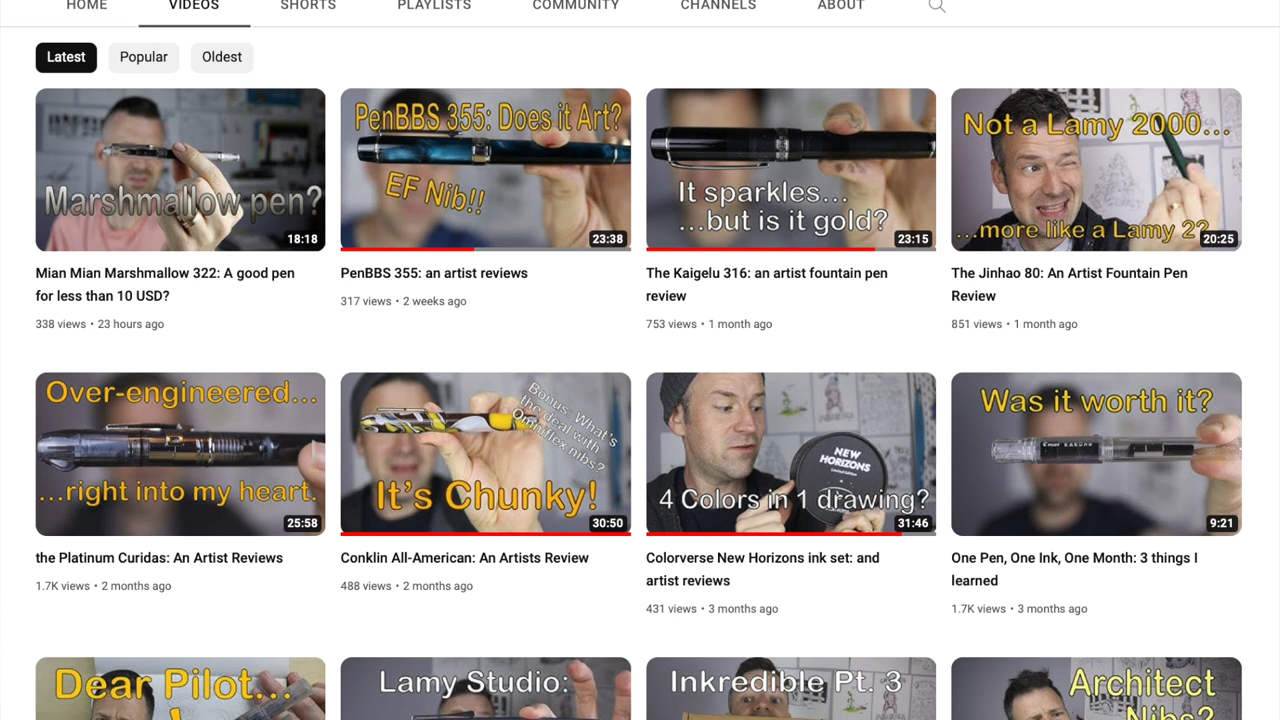 HOME VIDEOS SHORTS PLAYLISTS COMMUNITY CHANNELS ABOUT
Latest Popular Oldest
Marshmallow pen?
18:18
Mian Mian Marshmallow 322: A good pen
for less than 10 USD?
338 views • 23 hours ago
PenBBS 355: Does it Art?
EF Nib!!
23:38
PenBBS 355: an artist reviews
317 views • 2 weeks ago
It sparkles...
...but is it gold?
23:15
The Kaigelu 316: an artist fountain pen
review
753 views • 1 month ago
Not a Lamy 2000...
...more like a Lamy 2?
20:25
The Jinhao 80: An Artist Fountain Pen
Review
851 views • 1 month ago
Over-engineered...
...right into my heart.
25:58
the Platinum Curidas: An Artist Reviews
1.7K views • 2 months ago
Bonus: What's
the deal with
Omniflex nibs?
It's Chunky!
30:50
Conklin All-American: An Artists Review
488 views • 2 months ago
NEW
HORIZONS
4 Colors in 1 drawing?
31:46
Colorverse New Horizons ink set: and
artist reviews
431 views • 3 months ago
Was it worth it?
9:21
One Pen, One Ink, One Month: 3 things I
learned
1.7K views • 3 months ago
Dear Pilot...
Lamy Studio:
Inkredible Pt. 3
Architect
Nibs?